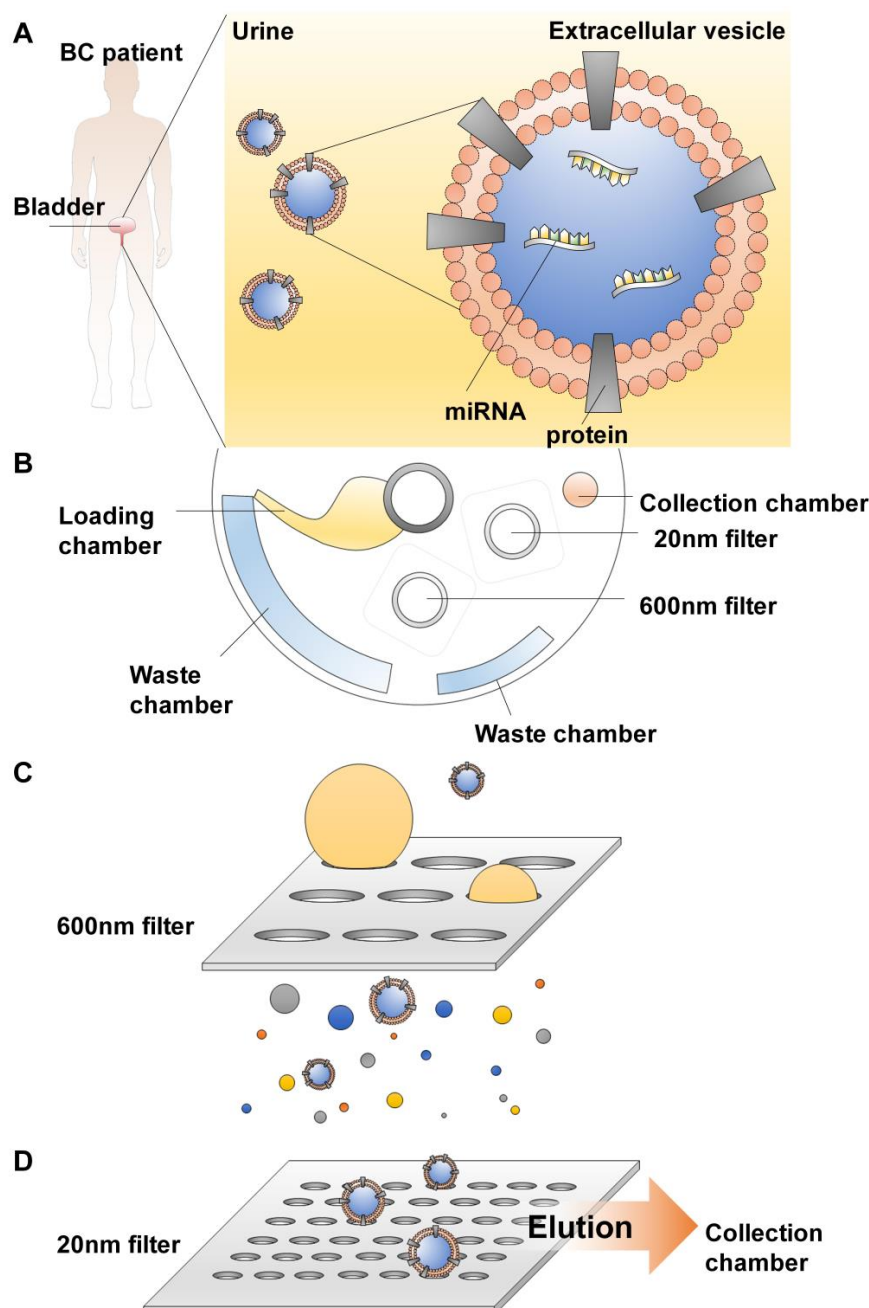 A
BC patient
Urine
Extracellular vesicle
Bladder
miRNA
protein
B
Loading
chamber
Collection chamber
20nm filter
600nm filter
Waste
chamber
Waste chamber
C
600nm filter
D
20nm filter
Elution
Collection
chamber